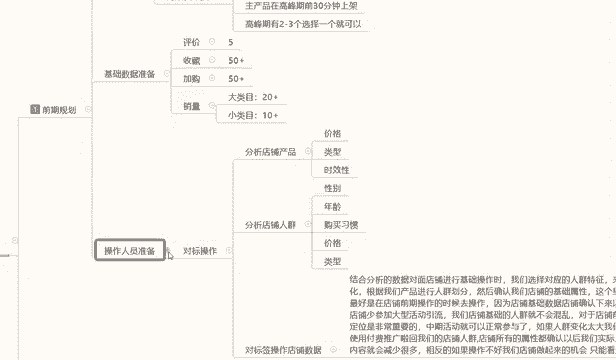 主产品在高峰期前30分钟上架
高峰期有2-3个选择一个就可以
评价
5
收藏
50+
基础数据准备
加购
50+
大类目：20+
销量
小类目：10+
前期规划
价格
分析店铺产品
类型
时效性
性别
年龄
分析店铺人群
购买习惯
操作人员准备
对标操作
价格
类型
结合分析的数据对面店铺进行基础操作时，我们选择对应的人群特征，
化，根据我们产品进行人群划分，然后确认我们店铺的基础属性，这个
最好是在店铺前期操作的时候去操作，因为店铺基础数据店铺确认下来
店铺少参加大型活动引流，我们店铺基础的人群就不会混乱，对于店铺
定位是非常重要的，中期活动就可以正常参与了，如果人群变化太大我
使用付费推广啦回我们的店铺人群,店铺所有的属性都确认以后我们实际
对标签操作店铺数据
内容就会减少很多，相反的如果操作不好我们店铺做起来的机会 只能